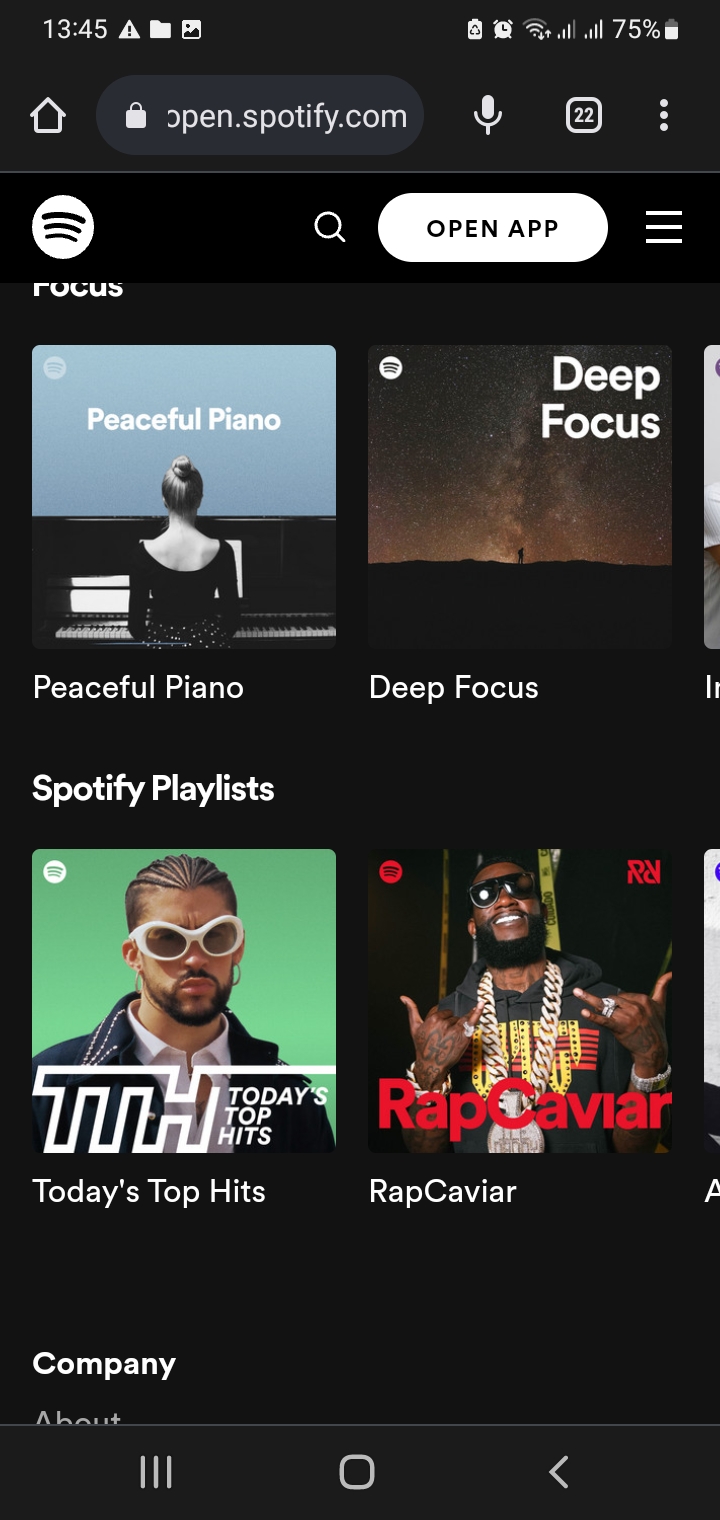 13:45
75%
open.spotify.com
22
OPEN APP
Focus
Peaceful Piano
Deep
Focus
Peaceful Piano
Deep Focus
Spotify Playlists
TTH TODAY'S
TOP
HITS
RapCaviar
Today's Top Hits
RapCaviar
Company
About